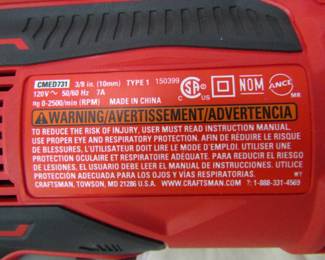 CMED731 3/8 in. (10mm) TYPE 1 150399
120V ~ 50/60 Hz 7A
n₀ 0-2500/min (RPM) MADE IN CHINA
SA ® C NOM ANCE MR
⚠WARNING/AVERTISSEMENT/ADVERTENCIA
TO REDUCE THE RISK OF INJURY, USER MUST READ INSTRUCTION MANUAL,
USE PROPER EYE AND RESPIRATORY PROTECTION. AFIN DE RÉDUIRE LE RISQUE
DE BLESSURES, L'UTILISATEUR DOIT LIRE LE MODE D'EMPLOI. UTILISER UNE
PROTECTION OCULAIRE ET RESPIRATOIRE ADÉQUATE. PARA REDUCIR EL RIESGO
DE LESIONES, EL USUARIO DEBE LEER EL MANUAL DE INSTRUCCIONES. UTILICE
PROTECCIÓN DE LOS OJOS Y VÍAS RESPIRATORIAS.
CRAFTSMAN, TOWSON, MD 21286 U.S.A. WWW.CRAFTSMAN.COM ?: 1-888-331-4569